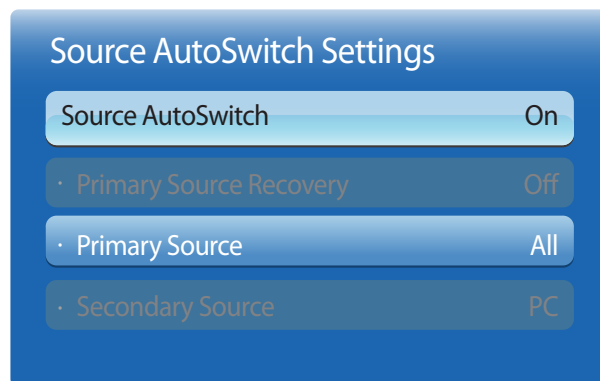 Source AutoSwitch Settings
Source AutoSwitch On
· Primary Source Recovery Off
· Primary Source All
· Secondary Source PC